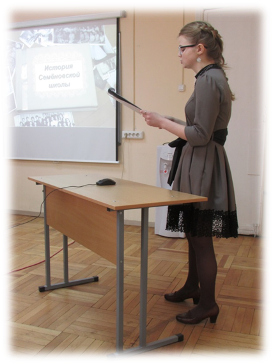 История
Семёновской
школы